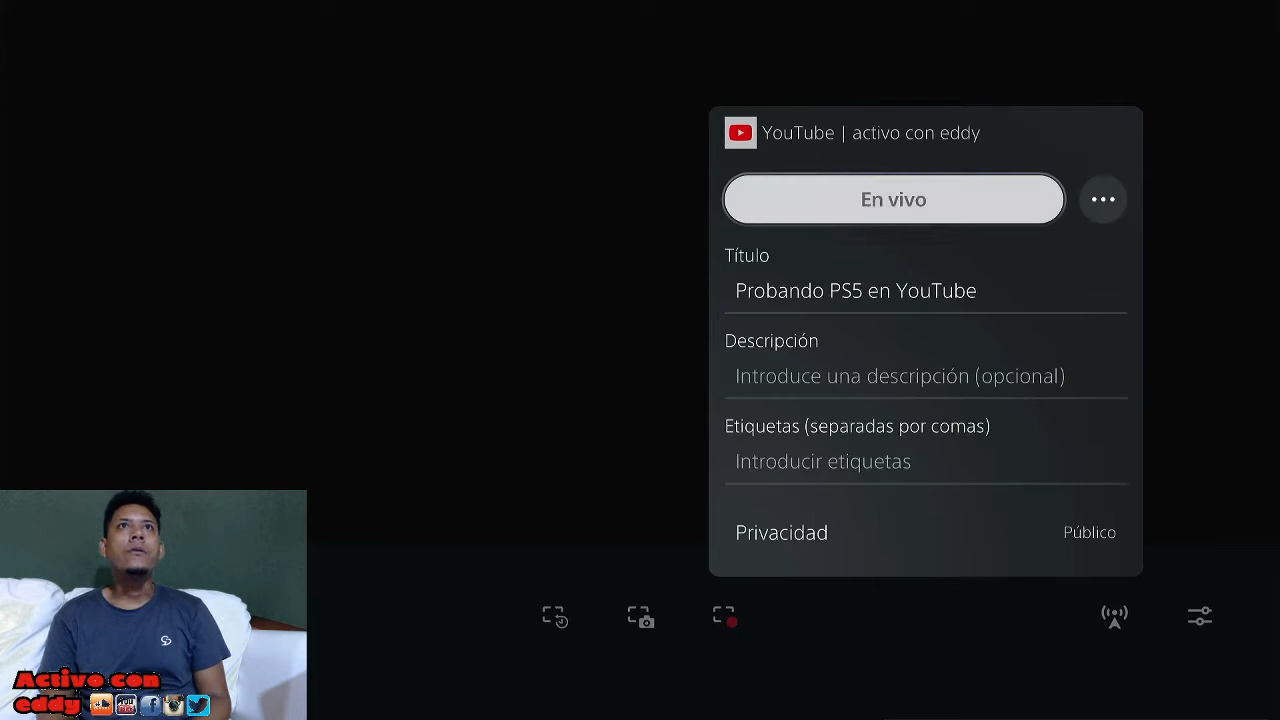 YouTube | activo con eddy
En vivo
Título
Probando PS5 en YouTube
Descripción
Introduce una descripción (opcional)
Etiquetas (separadas por comas)
Introducir etiquetas
Privacidad
Público
Activo con
eddy